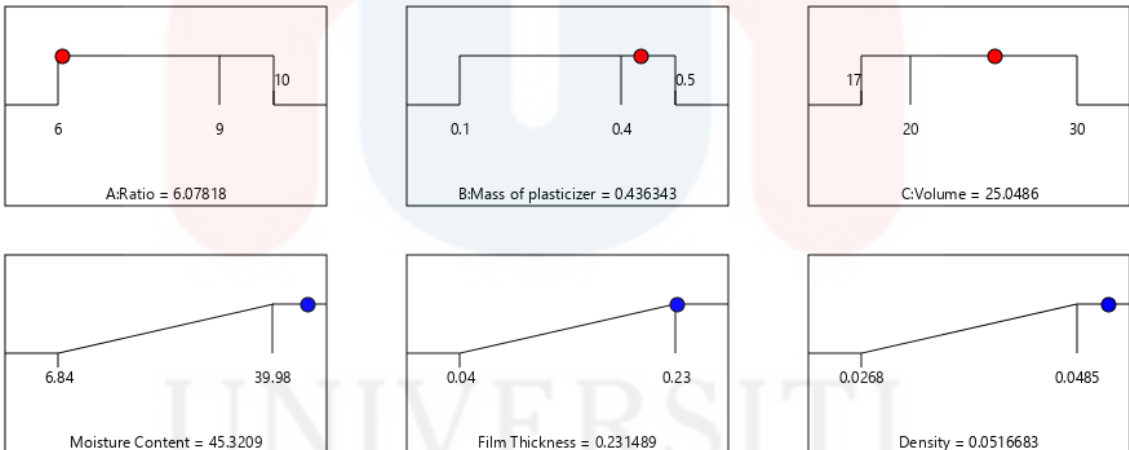 10
6
9
A:Ratio = 6.07818
0.5
0.1
0.4
B:Mass of plasticizer = 0.436343
17
20
30
C:Volume = 25.0486
6.84
39.98
Moisture Content = 45.3209
0.04
0.23
Film Thickness = 0.231489
0.0268
0.0485
Density = 0.0516683
UNIVERSITI